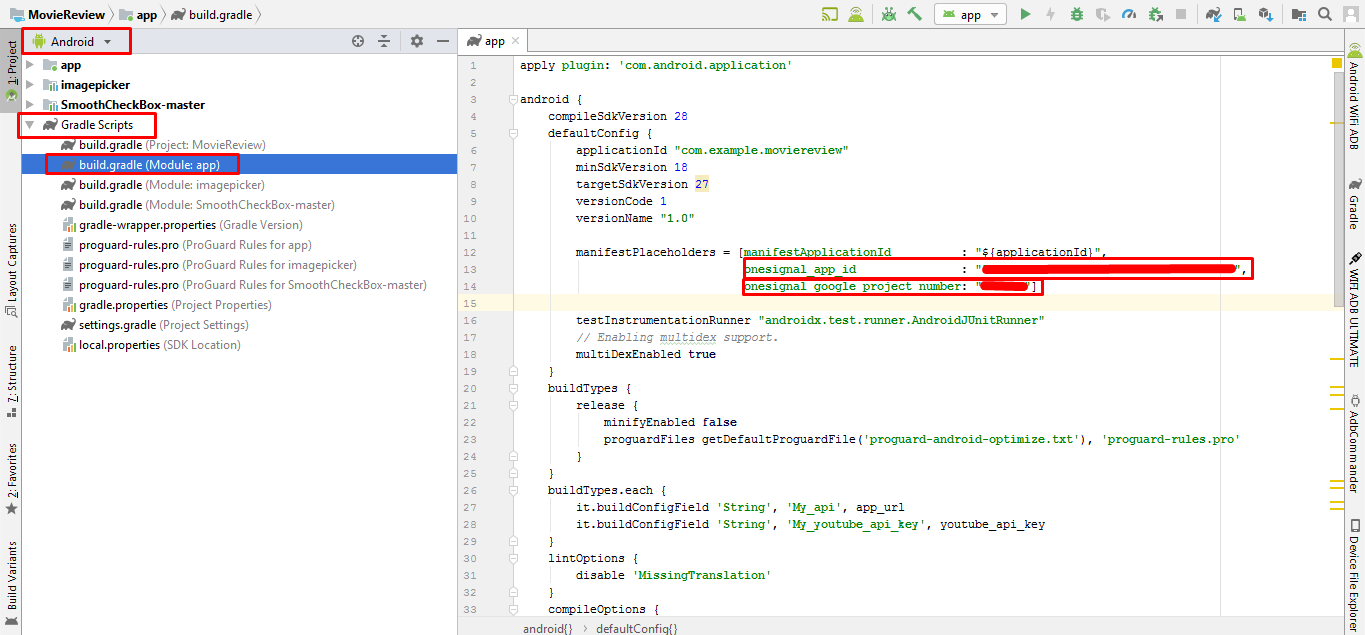 MovieReview app build.gradle app
Android
app
1: Project
app
imagepicker
SmoothCheckBox-master
Gradle Scripts
build.gradle (Project: MovieReview)
build.gradle (Module: app)
build.gradle (Module: imagepicker)
build.gradle (Module: SmoothCheckBox-master)
gradle-wrapper.properties (Gradle Version)
proguard-rules.pro (ProGuard Rules for app)
proguard-rules.pro (ProGuard Rules for imagepicker)
proguard-rules.pro (ProGuard Rules for SmoothCheckBox-master)
gradle.properties (Project Properties)
settings.gradle (Project Settings)
local.properties (SDK Location)
Layout Captures
7: Structure
2: Favorites
Build Variants
1 apply plugin: 'com.android.application'
2
3 android {
4 compileSdkVersion 28
5 defaultConfig {
6 applicationId "com.example.moviereview"
7 minSdkVersion 18
8 targetSdkVersion 27
9 versionCode 1
10 versionName "1.0"
11
12 manifestPlaceholders = [manifestApplicationId : "${applicationId}",
13 onesignal_app_id : "",
14 onesignal_google_project_number: ""]
15
16 testInstrumentationRunner "androidx.test.runner.AndroidJUnitRunner"
17 // Enabling multidex support.
18 multiDexEnabled true
19 }
20 buildTypes {
21 release {
22 minifyEnabled false
23 proguardFiles getDefaultProguardFile('proguard-android-optimize.txt'), 'proguard-rules.pro'
24 }
25 }
26 buildTypes.each {
27 it.buildConfigField 'String', 'My_api', app_url
28 it.buildConfigField 'String', 'My_youtube_api_key', youtube_api_key
29 }
30 lintOptions {
31 disable 'MissingTranslation'
32 }
33 compileOptions {
android{} › defaultConfig{}
Android WiFi ADB
Gradle
WIFI ADB ULTIMATE
AdbCommander
Device File Explorer